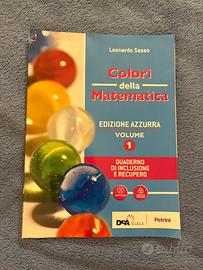 Leonardo Sasso
Colori
della
Matematica
EDIZIONE AZZURRA
VOLUME
1
QUADERNO
DI INCLUSIONE
E RECUPERO
DEA SCUOLA
Petrini
Subito